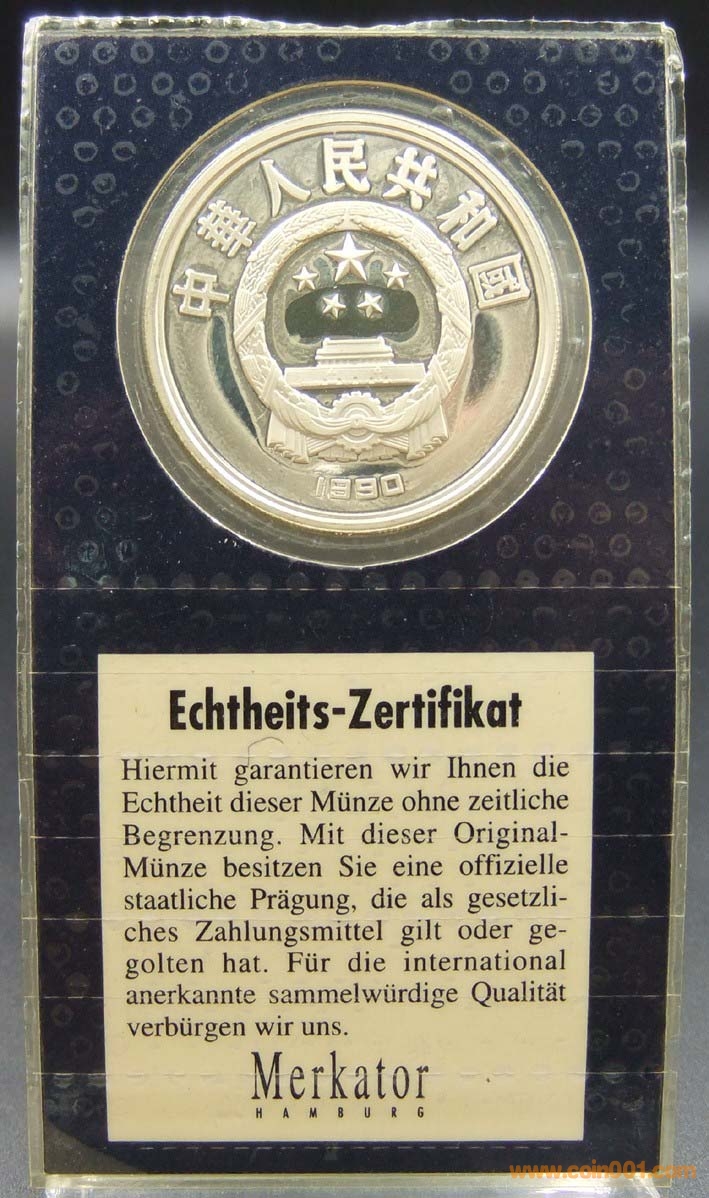 中華人民共和國
1990
Echtheits-Zertifikat
Hiermit garantieren wir Ihnen die
Echtheit dieser Münze ohne zeitliche
Begrenzung. Mit dieser Original-
Münze besitzen Sie eine offizielle
staatliche Prägung, die als gesetzli-
ches Zahlungsmittel gilt oder ge-
golten hat. Für die international
anerkannte sammelwürdige Qualität
verbürgen wir uns.
Merkator
HAMBURG
www.coin001.com